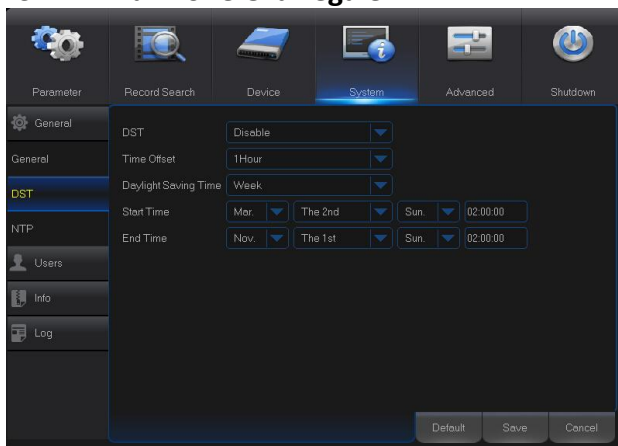 Parameter Record Search Device System Advanced Shutdown
General
General
DST
NTP
Users
Info
Log
DST Disable
Time Offset 1Hour
Daylight Saving Time Week
Start Time Mar. The 2nd Sun. 02:00:00
End Time Nov. The 1st Sun. 02:00:00
Default Save Cancel